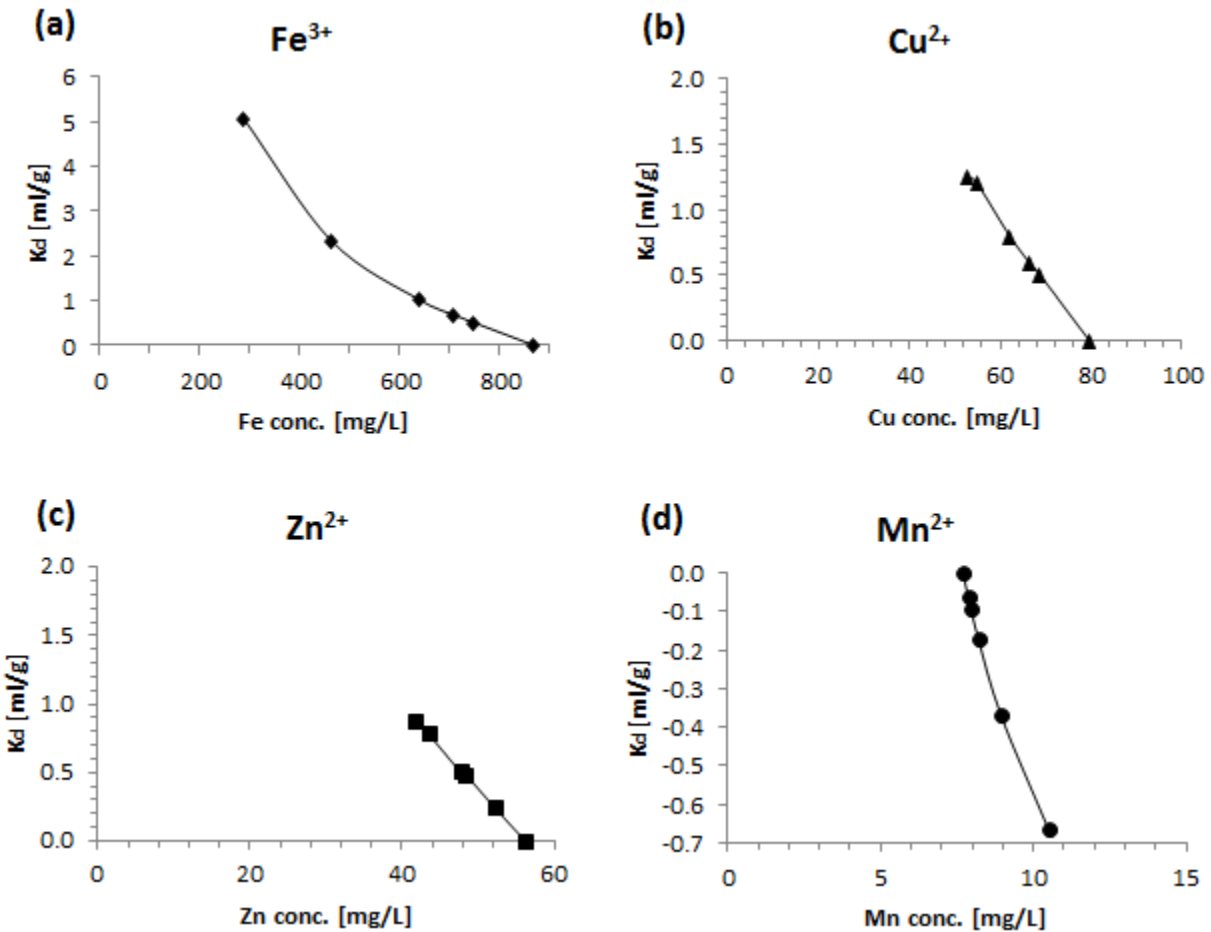 (a)
Fe³⁺
6
5
4
3
2
1
0
Kd [ml/g]
0 200 400 600 800
Fe conc. [mg/L]
(b)
Cu²⁺
2.0
1.5
1.0
0.5
0.0
Kd [ml/g]
0 20 40 60 80 100
Cu conc. [mg/L]
(c)
Zn²⁺
2.0
1.5
1.0
0.5
0.0
Kd [ml/g]
0 20 40 60
Zn conc. [mg/L]
(d)
Mn²⁺
0.0
-0.1
-0.2
-0.3
-0.4
-0.5
-0.6
-0.7
Kd [ml/g]
0 5 10 15
Mn conc. [mg/L]